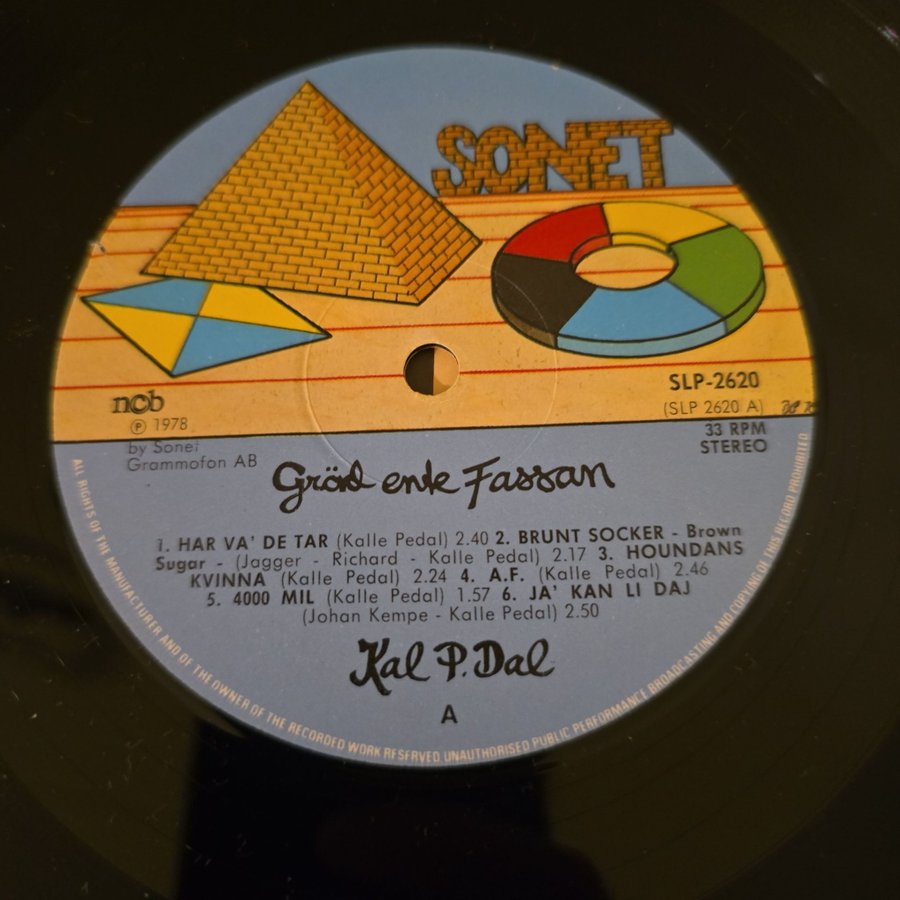 SONET
ncb
℗ 1978
by Sonet
Grammofon AB
SLP-2620
(SLP 2620 A)
33 RPM
STEREO
Gröná ente Fassan
1. HAR VA' DE TAR (Kalle Pedal) 2.40 2. BRUNT SOCKER - Brown
Sugar - (Jagger - Richard - Kalle Pedal) 2.17 3. HOUNDANS
KVINNA (Kalle Pedal) 2.24 4. A.F. (Kalle Pedal) 2.46
5. 4000 MIL (Kalle Pedal) 1.57 6. JA' KAN LI DAJ
(Johan Kempe - Kalle Pedal) 2.50
Kal P. Dal
A
ALL RIGHTS OF THE MANUFACTURER AND OF THE OWNER OF THE RECORDED WORK RESERVED UNAUTHORISED PUBLIC PERFORMANCE BROADCASTING AND COPYING OF THIS RECORD PROHIBITED